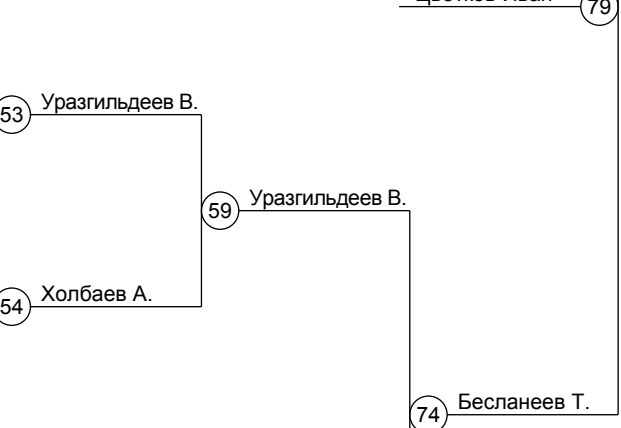 79
53 Уразгильдеев В.
59 Уразгильдеев В.
54 Холбаев А.
74 Бесланеев Т.